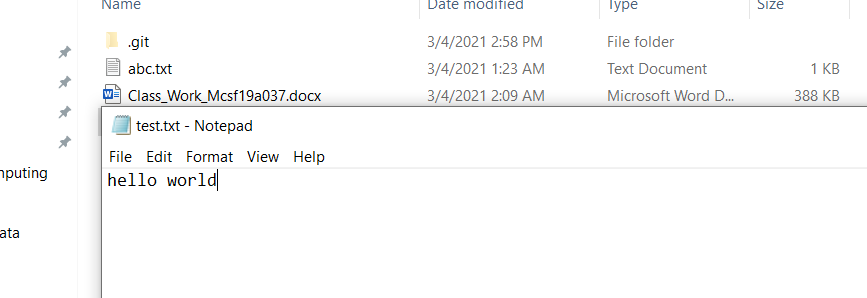 Name Date modified Type Size
.git 3/4/2021 2:58 PM File folder
abc.txt 3/4/2021 1:23 AM Text Document 1 KB
Class_Work_Mcsf19a037.docx 3/4/2021 2:09 AM Microsoft Word D... 388 KB
test.txt - Notepad
File Edit Format View Help
hello world
nputing
ata